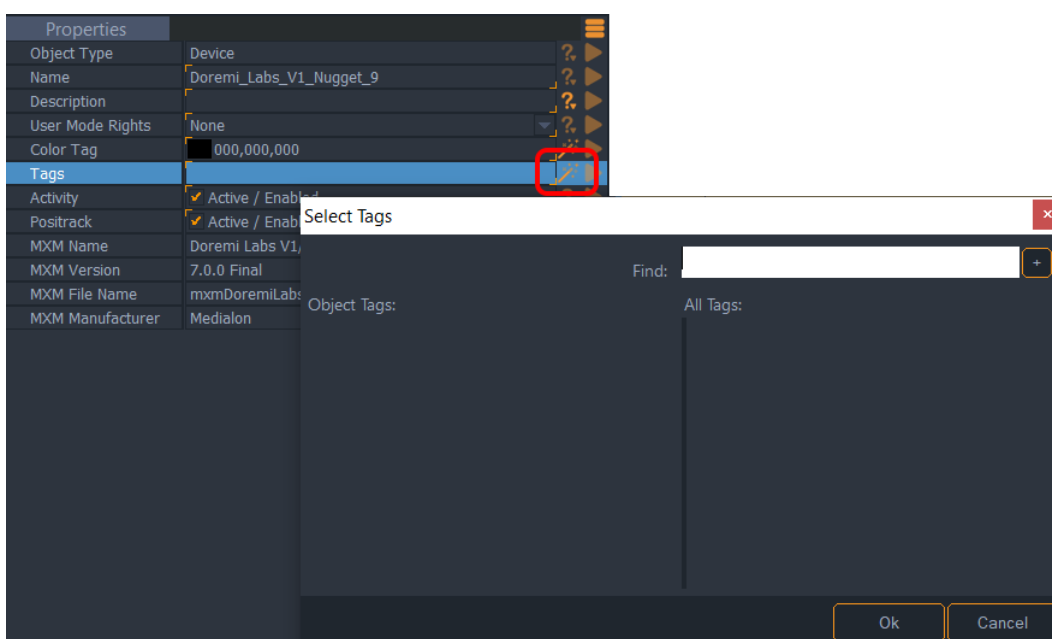 Properties
Object Type Device
Name Doremi_Labs_V1_Nugget_9
Description
User Mode Rights None
Color Tag 000,000,000
Tags
Activity Active / Enabled
Positrack Active / Enabl
MXM Name Doremi Labs V1/
MXM Version 7.0.0 Final
MXM File Name mxmDoremiLabs
MXM Manufacturer Medialon
Select Tags
Find: +
Object Tags: All Tags:
Ok Cancel